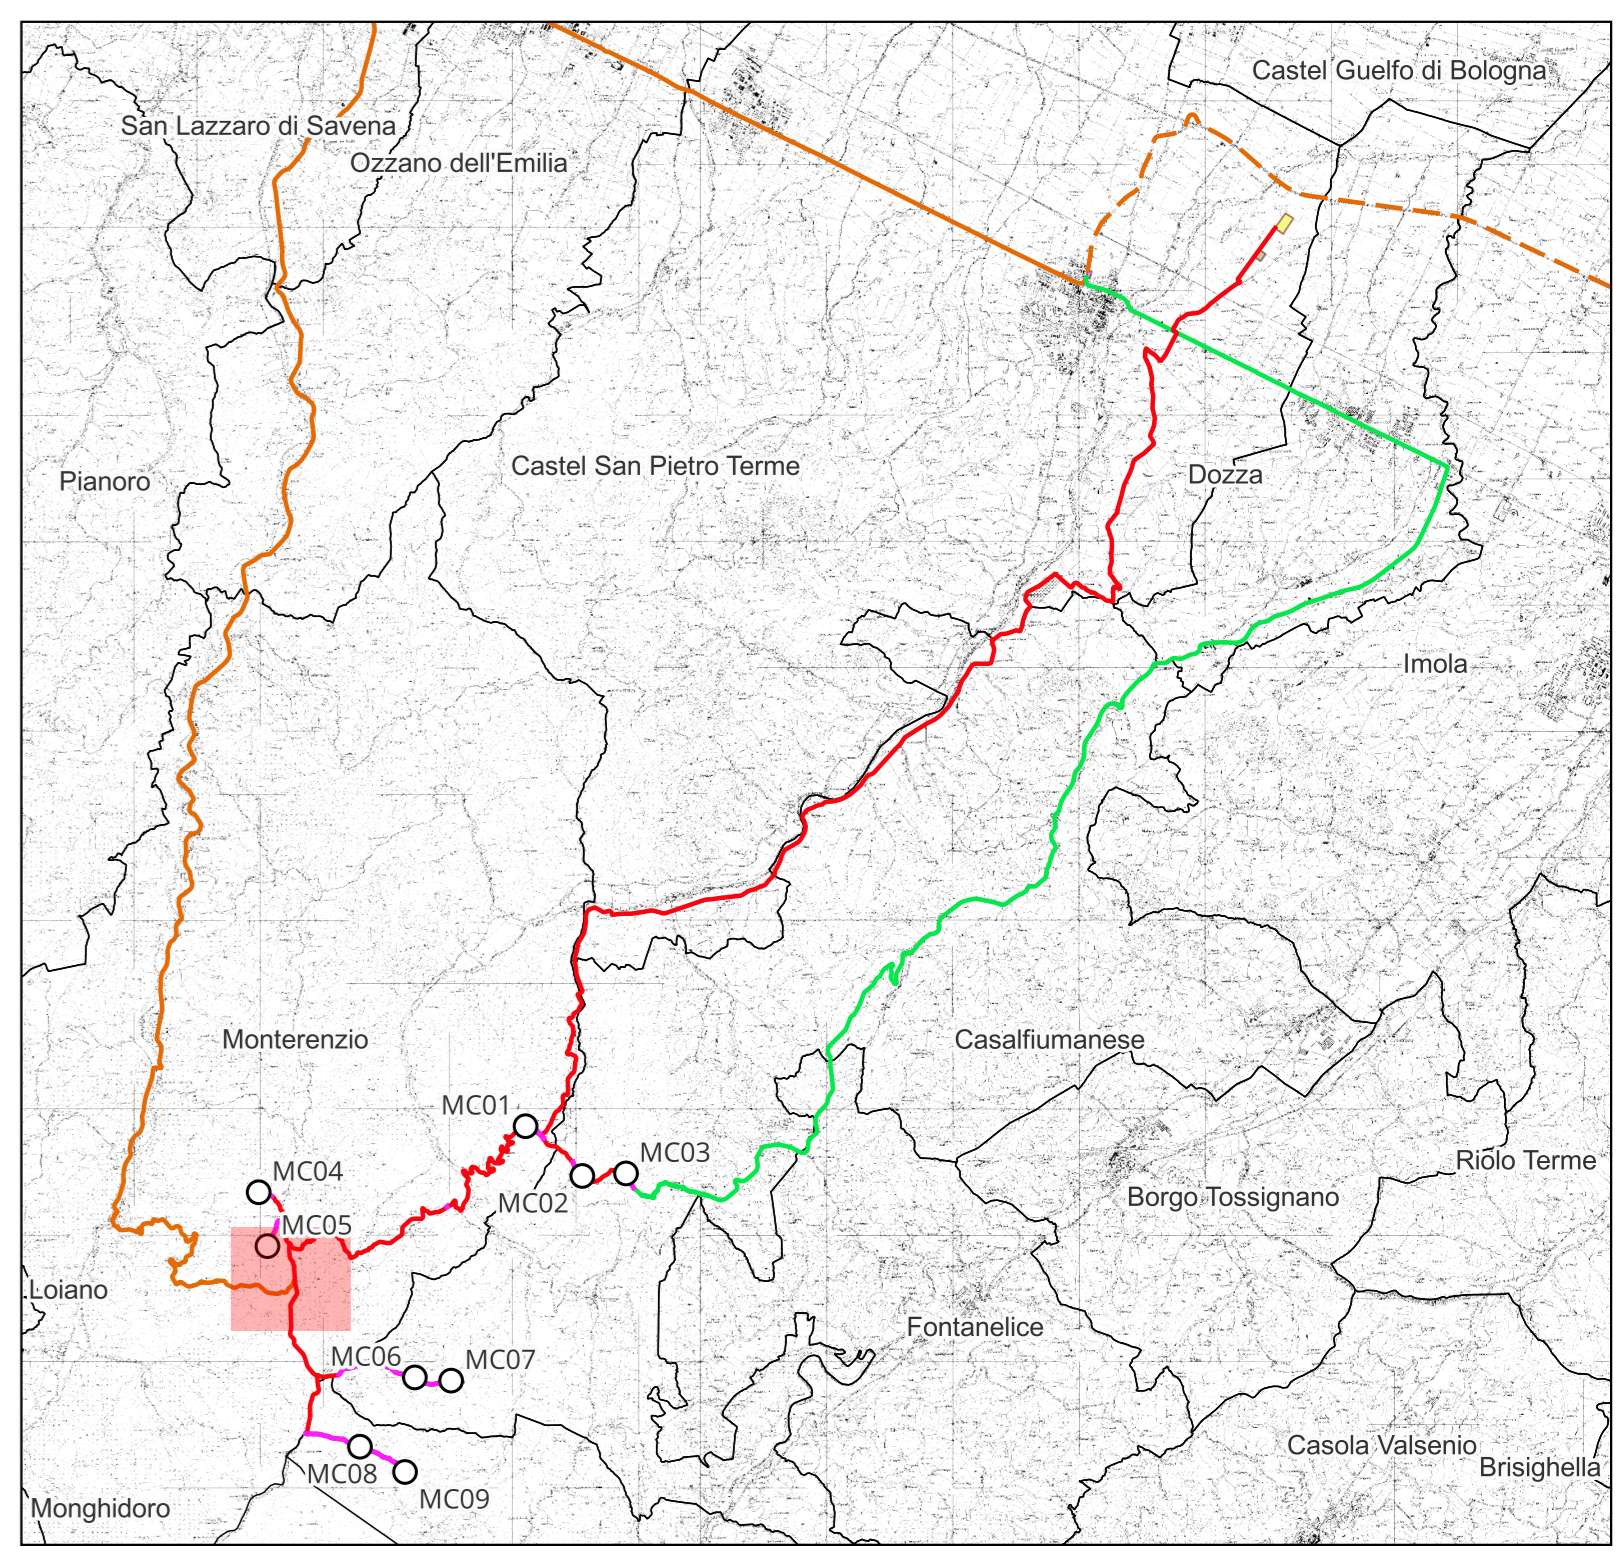 Castel Guelfo di Bologna
San Lazzaro di Savena
Ozzano dell'Emilia
Castel San Pietro Terme
Dozza
Pianoro
Imola
Monterenzio
Casalfiumanese
MC01
MC03
MC04
MC02
Riolo Terme
Borgo Tossignano
MC05
Loiano
Fontanelice
MC06
MC07
Casola Valsenio
Brisighella
MC08
MC09
Monghidoro